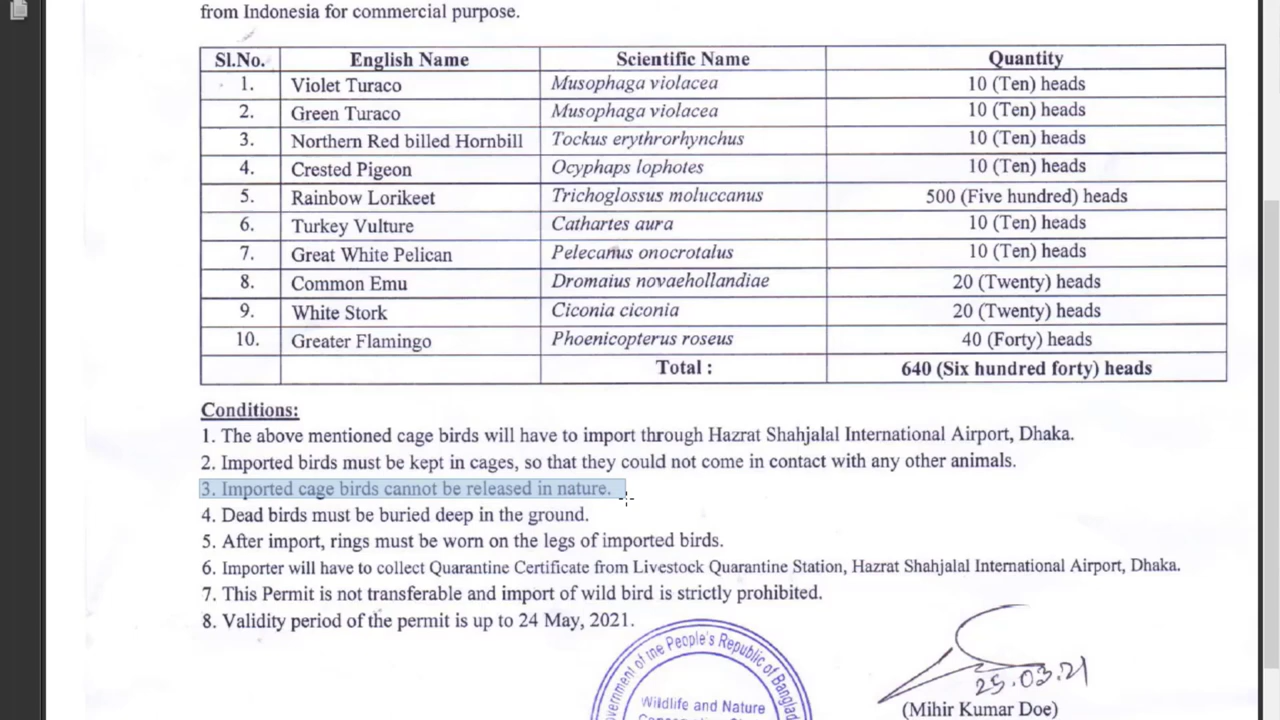 from Indonesia for commercial purpose.
Sl.No. English Name Scientific Name Quantity
1. Violet Turaco Musophaga violacea 10 (Ten) heads
2. Green Turaco Musophaga violacea 10 (Ten) heads
3. Northern Red billed Hornbill Tockus erythrorhynchus 10 (Ten) heads
4. Crested Pigeon Ocyphaps lophotes 10 (Ten) heads
5. Rainbow Lorikeet Trichoglossus moluccanus 500 (Five hundred) heads
6. Turkey Vulture Cathartes aura 10 (Ten) heads
7. Great White Pelican Pelecanus onocrotalus 10 (Ten) heads
8. Common Emu Dromaius novaehollandiae 20 (Twenty) heads
9. White Stork Ciconia ciconia 20 (Twenty) heads
10. Greater Flamingo Phoenicopterus roseus 40 (Forty) heads
Total : 640 (Six hundred forty) heads
Conditions:
1. The above mentioned cage birds will have to import through Hazrat Shahjalal International Airport, Dhaka.
2. Imported birds must be kept in cages, so that they could not come in contact with any other animals.
3. Imported cage birds cannot be released in nature.
4. Dead birds must be buried deep in the ground.
5. After import, rings must be worn on the legs of imported birds.
6. Importer will have to collect Quarantine Certificate from Livestock Quarantine Station, Hazrat Shahjalal International Airport, Dhaka.
7. This Permit is not transferable and import of wild bird is strictly prohibited.
8. Validity period of the permit is up to 24 May, 2021.
of the People's Republic of
Wildlife and Nature
25.03.21
(Mihir Kumar Doe)